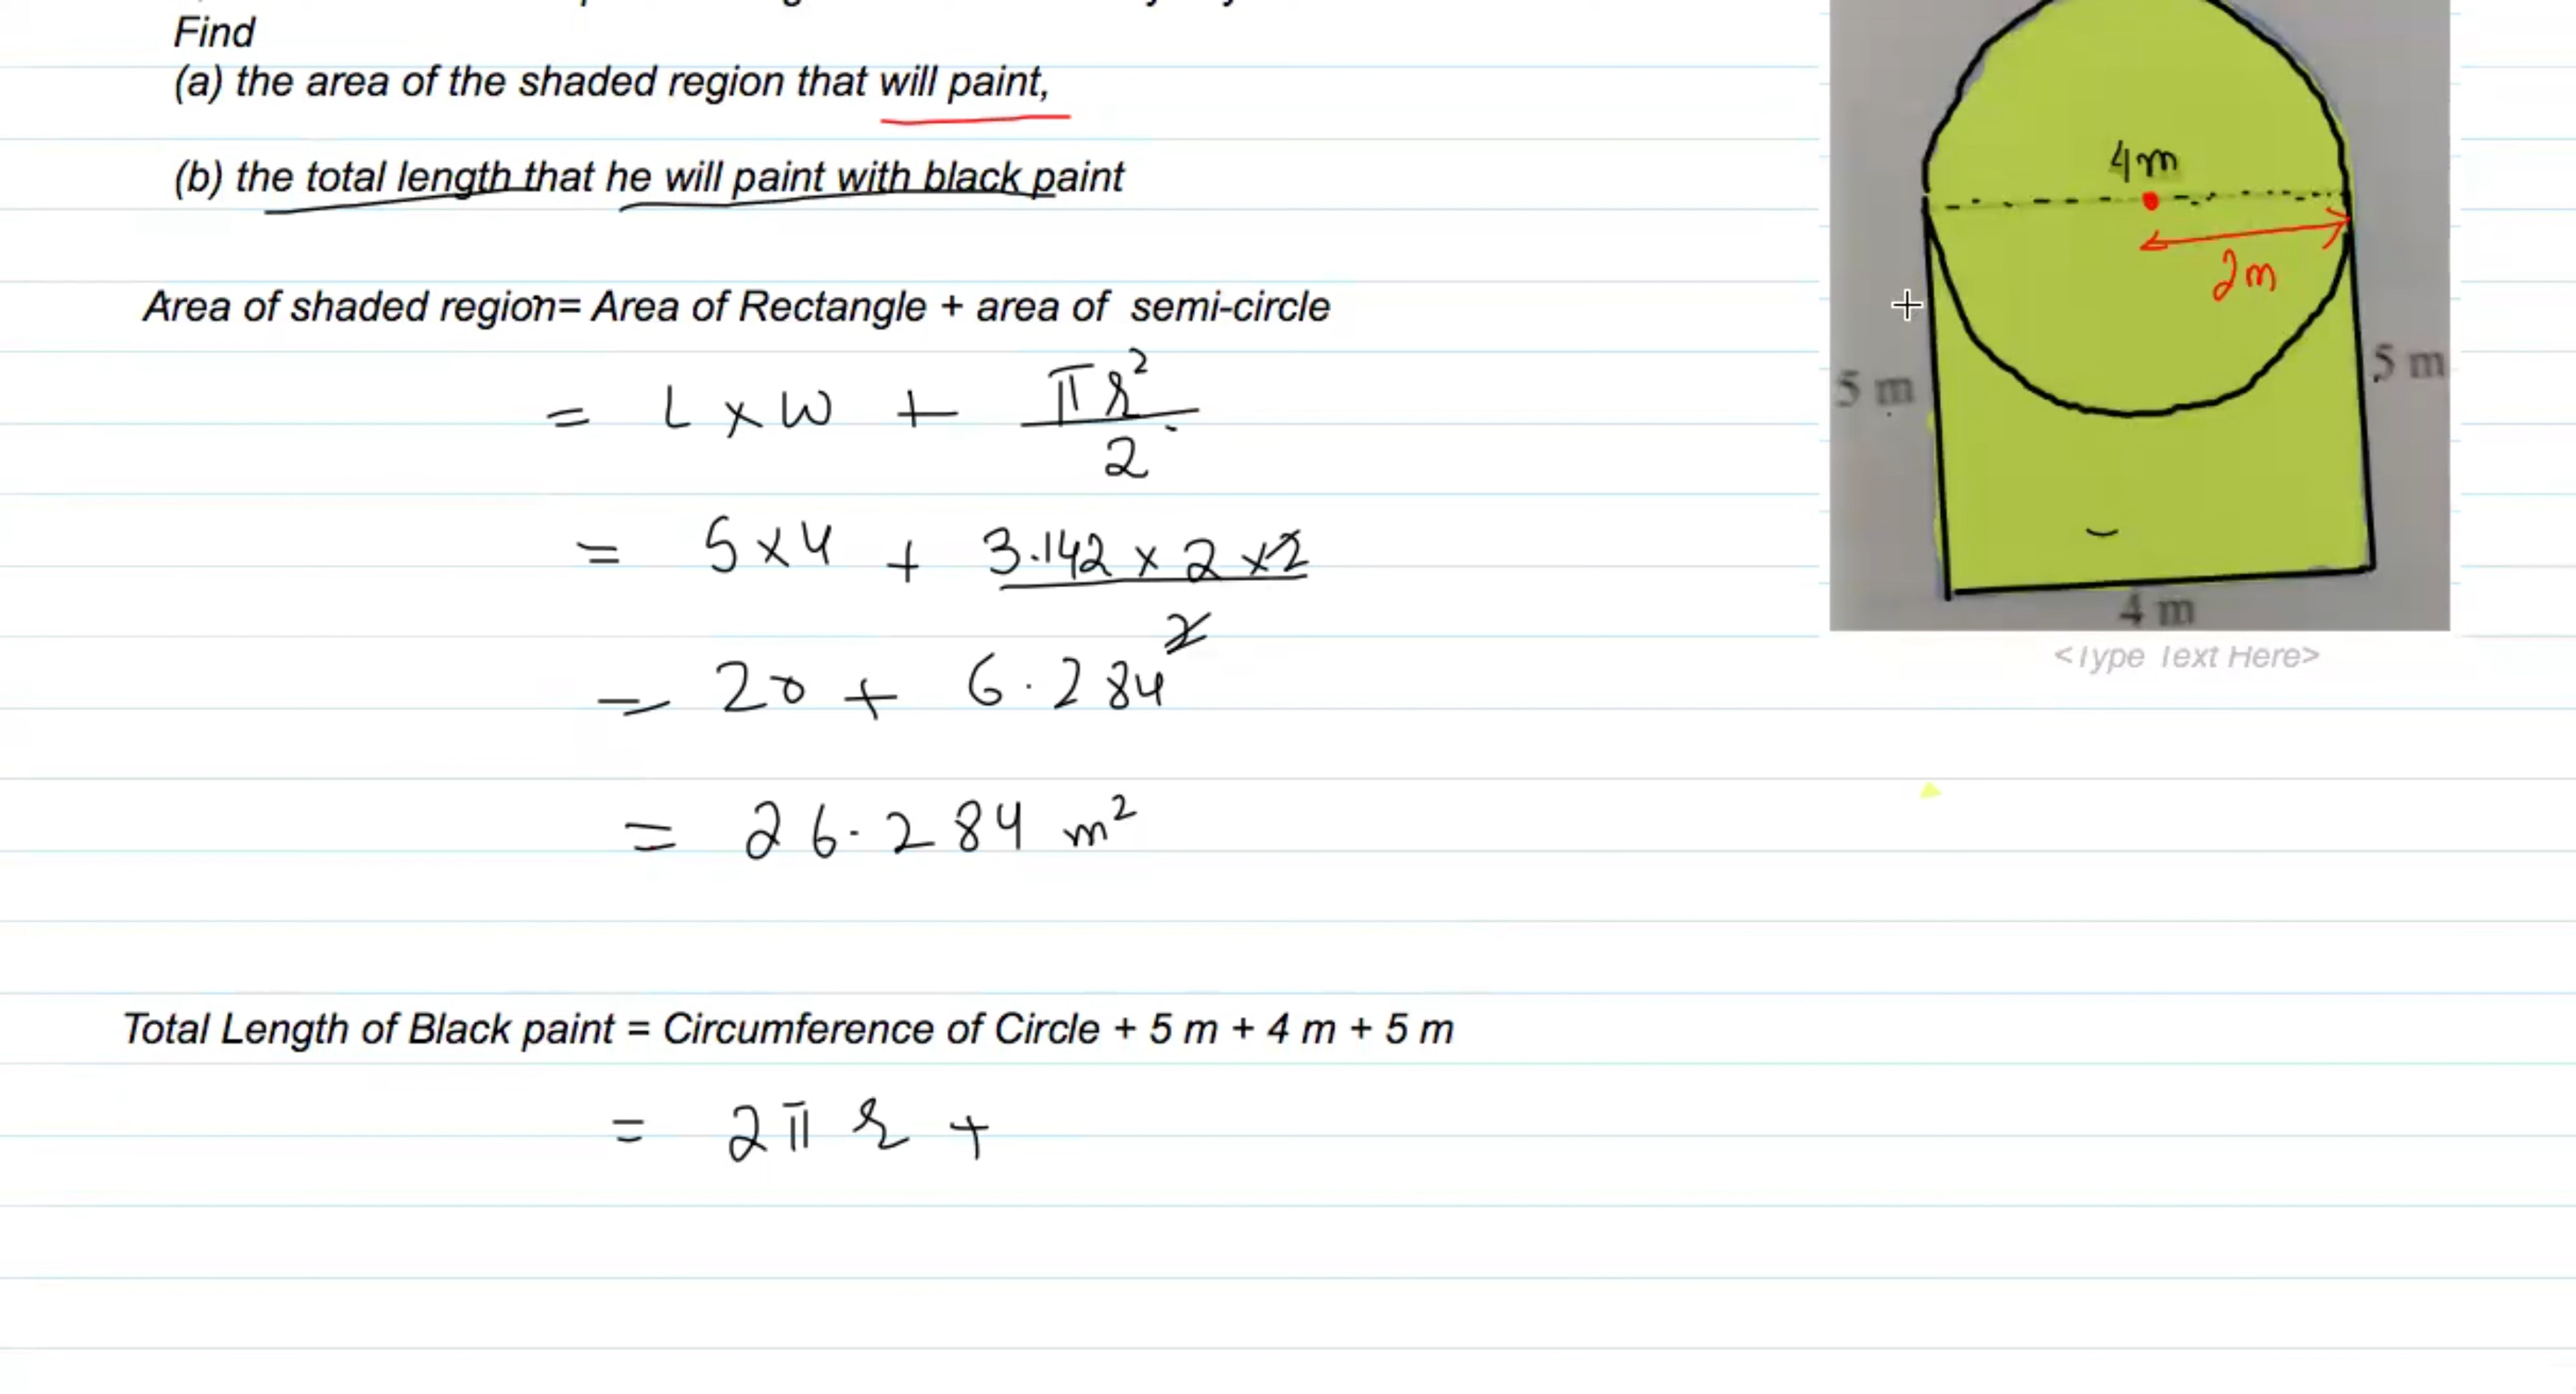 Find
(a) the area of the shaded region that will paint,
(b) the total length that he will paint with black paint
4m
2m
5 m
5 m
4 m
<Type Text Here>
Area of shaded region= Area of Rectangle + area of semi-circle
= L x W + πr²/2
= 5x4 + 3.142 x 2 x2/2
= 20 + 6.284
= 26.284 m²
Total Length of Black paint = Circumference of Circle + 5 m + 4 m + 5 m
= 2πr +